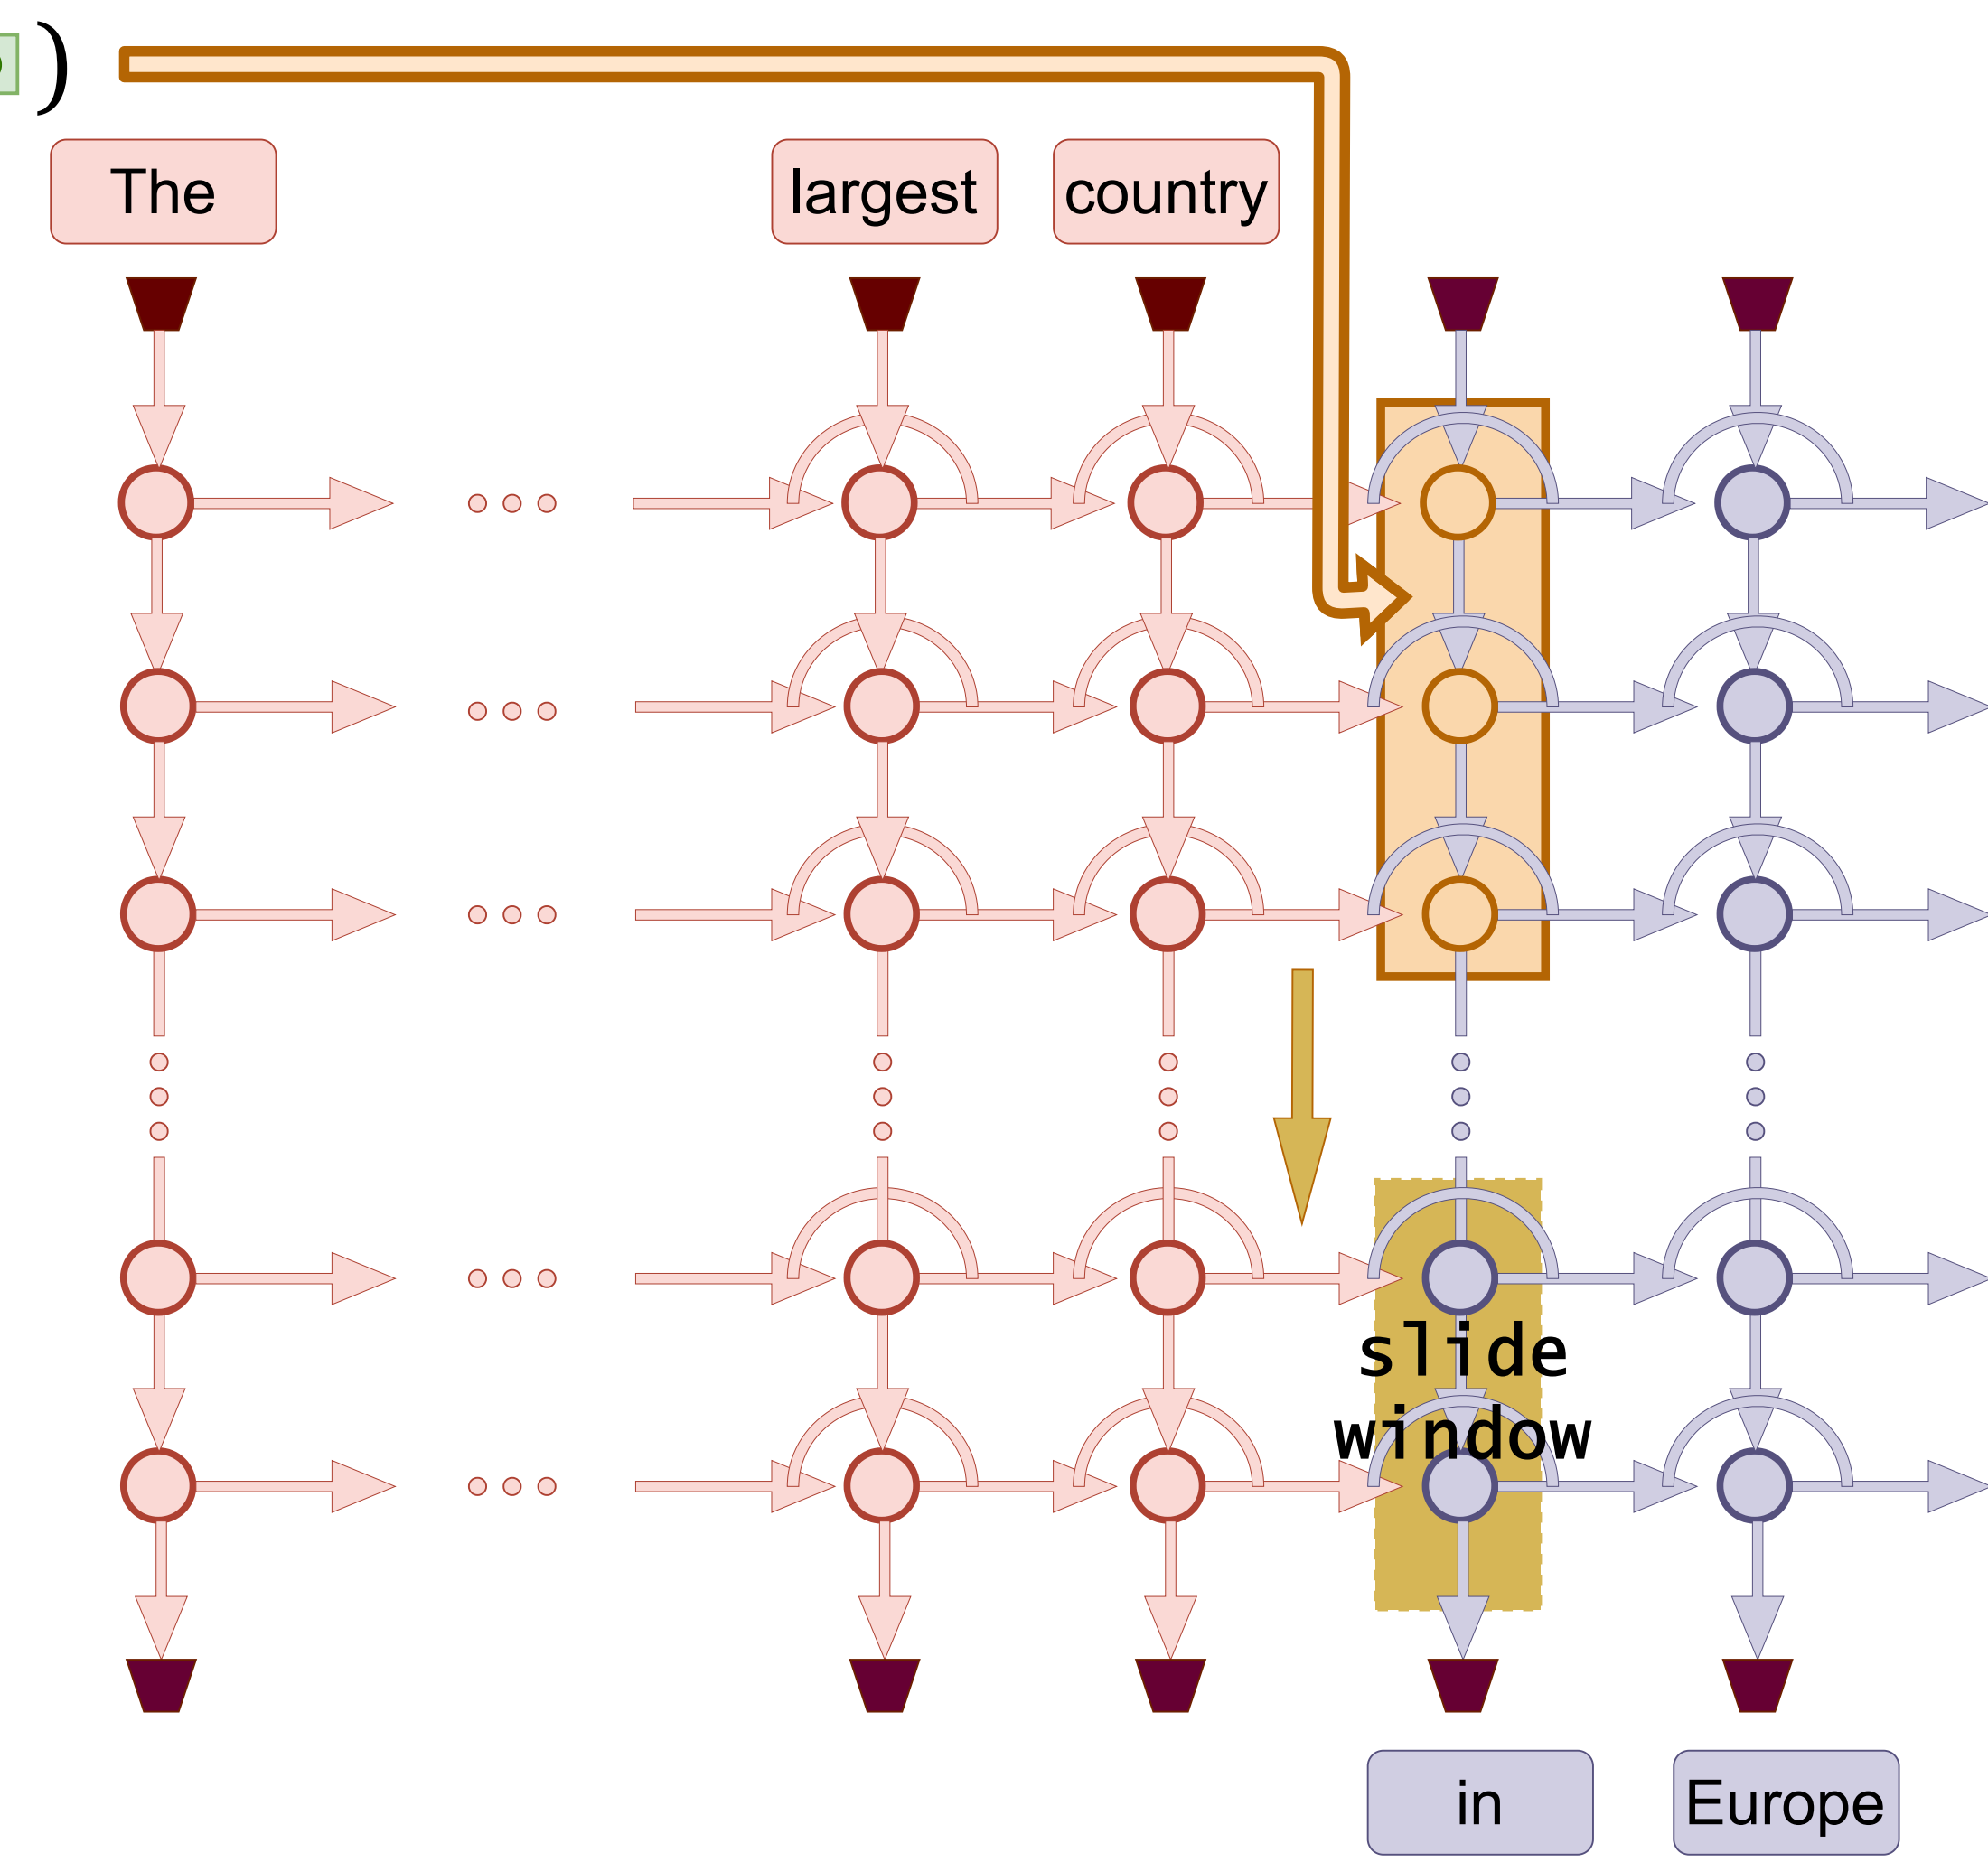 )
The largest country
slide
window
in Europe